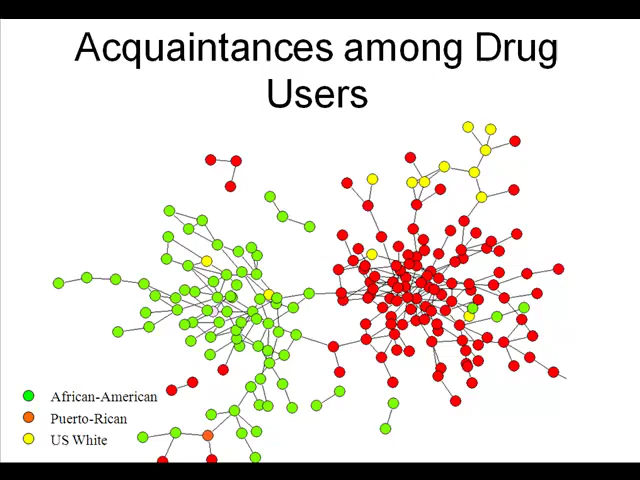 Acquaintances among Drug
Users
African-American
Puerto-Rican
US White